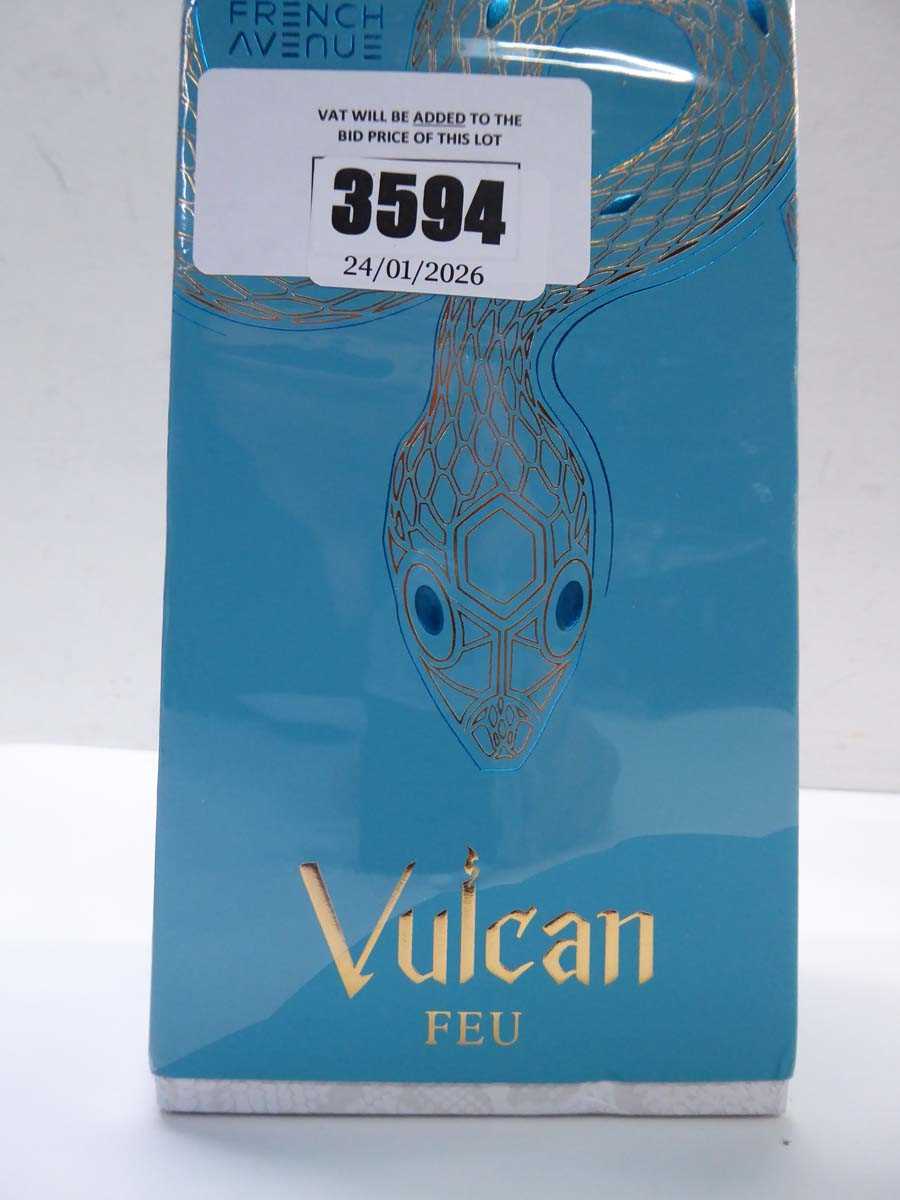 FRENCH
AVENUE
VAT WILL BE ADDED TO THE
BID PRICE OF THIS LOT
3594
24/01/2026
Vulcan
FEU